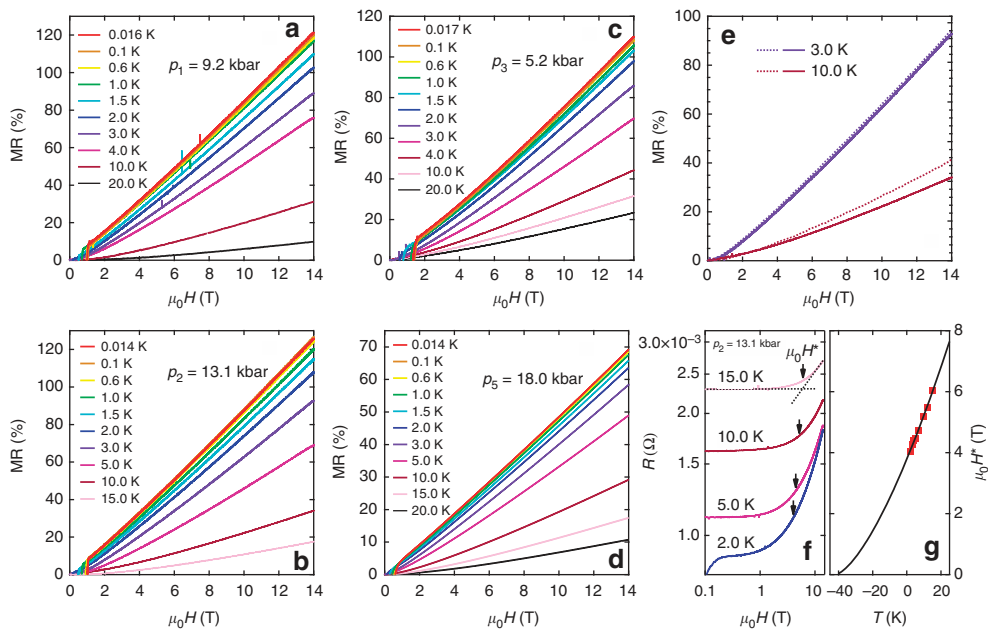 a
MR (%)
120
100
80
60
40
20
0
0.016 K
0.1 K
0.6 K
1.0 K
1.5 K
2.0 K
3.0 K
4.0 K
10.0 K
20.0 K
p1 = 9.2 kbar
0 2 4 6 8 10 12 14
μ0H (T)
c
MR (%)
120
100
80
60
40
20
0
0.017 K
0.1 K
0.6 K
1.0 K
1.5 K
2.0 K
3.0 K
4.0 K
10.0 K
15.0 K
20.0 K
p3 = 5.2 kbar
0 2 4 6 8 10 12 14
μ0H (T)
e
MR (%)
100
90
80
70
60
50
40
30
20
10
0
3.0 K
10.0 K
0 2 4 6 8 10 12 14
μ0H (T)
b
MR (%)
120
100
80
60
40
20
0
0.014 K
0.1 K
0.6 K
1.0 K
1.5 K
2.0 K
3.0 K
5.0 K
10.0 K
15.0 K
p2 = 13.1 kbar
0 2 4 6 8 10 12 14
μ0H (T)
d
MR (%)
70
60
50
40
30
20
10
0
0.014 K
0.1 K
0.6 K
1.0 K
1.5 K
2.0 K
3.0 K
5.0 K
10.0 K
15.0 K
20.0 K
p5 = 18.0 kbar
0 2 4 6 8 10 12 14
μ0H (T)
f
R (Ω)
3.0×10−3
2.5
2.0
1.5
1.0
p2 = 13.1 kbar
μ0H*
15.0 K
10.0 K
5.0 K
2.0 K
0.1 1 10
μ0H (T)
g
8
6
4
2
0
μ0H* (T)
−40 −20 0 20
T (K)